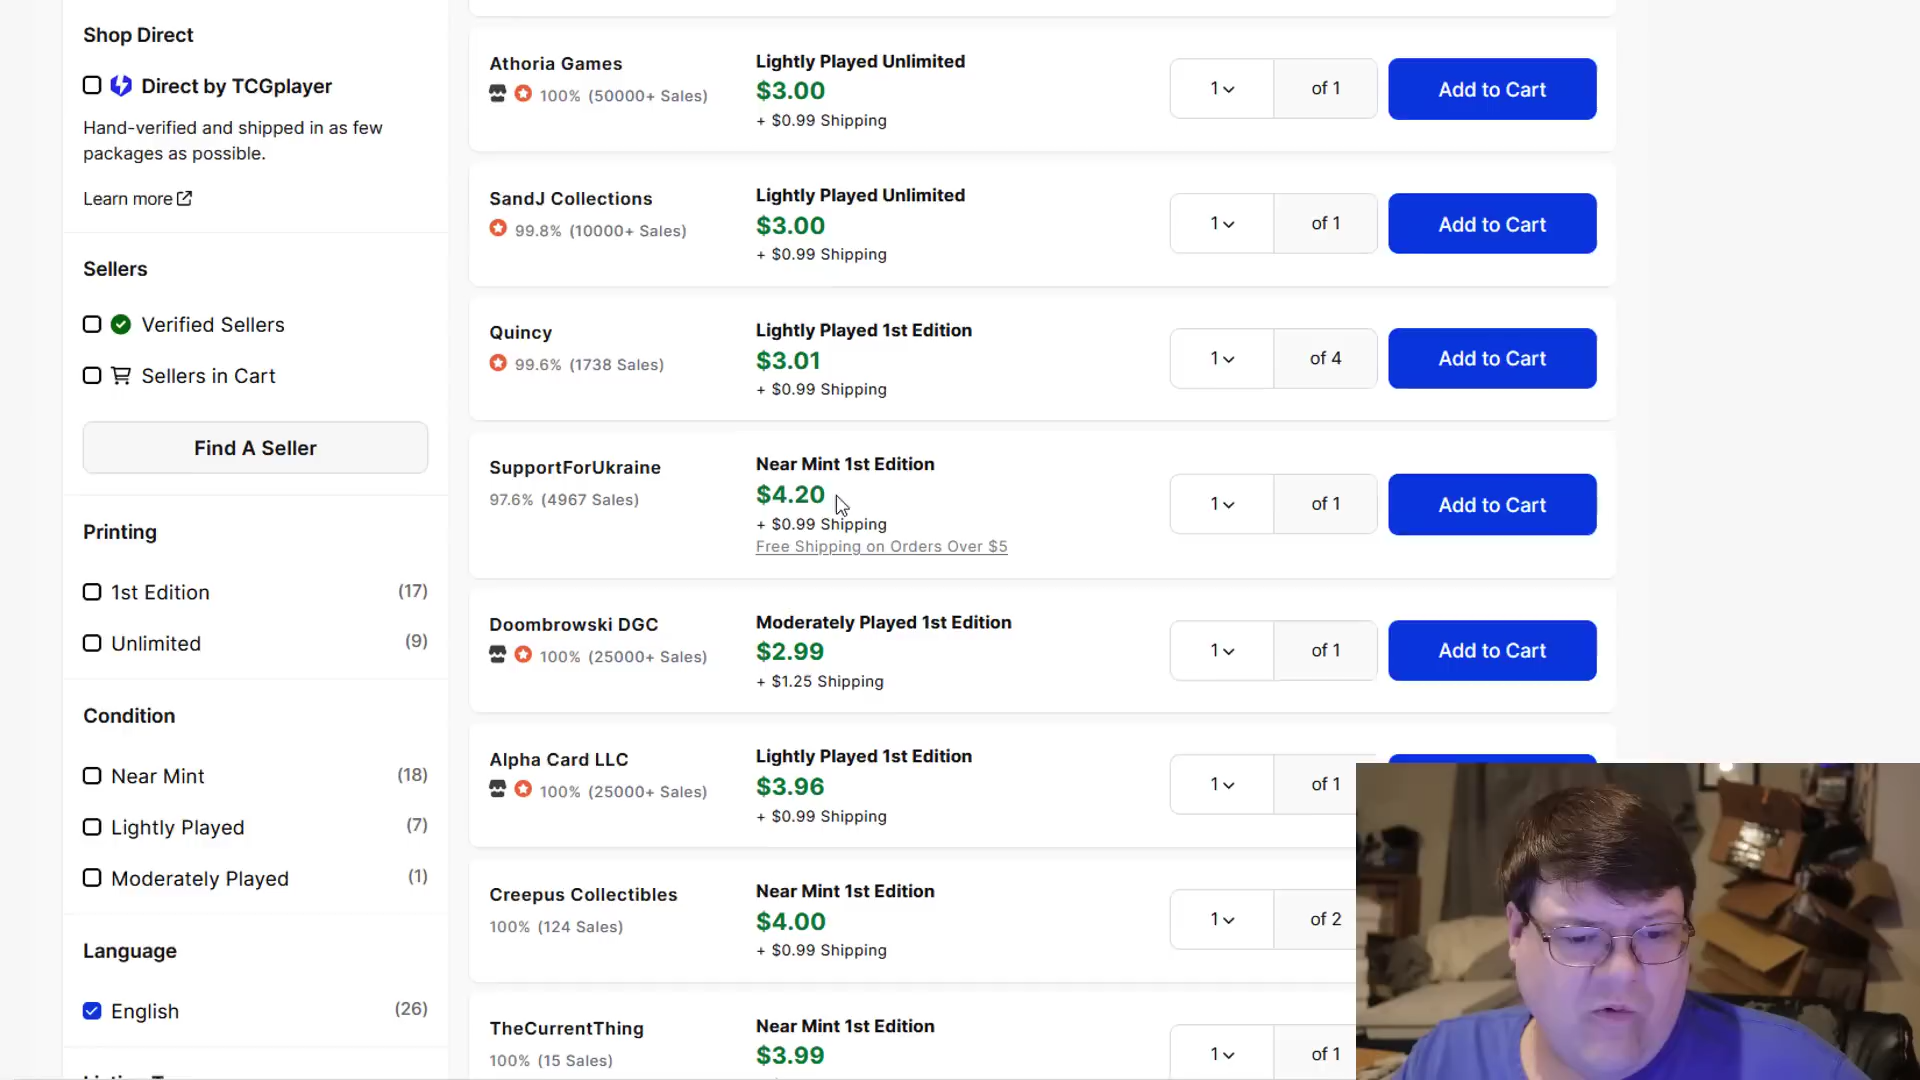 Shop Direct
Direct by TCGplayer
Hand-verified and shipped in as few
packages as possible.
Learn more
Sellers
Verified Sellers
Sellers in Cart
Find A Seller
Printing
1st Edition (17)
Unlimited (9)
Condition
Near Mint (18)
Lightly Played (7)
Moderately Played (1)
Language
English (26)
Athoria Games
100% (50000+ Sales)
Lightly Played Unlimited
$3.00
+ $0.99 Shipping
1 of 1
Add to Cart
SandJ Collections
99.8% (10000+ Sales)
Lightly Played Unlimited
$3.00
+ $0.99 Shipping
1 of 1
Add to Cart
Quincy
99.6% (1738 Sales)
Lightly Played 1st Edition
$3.01
+ $0.99 Shipping
1 of 4
Add to Cart
SupportForUkraine
97.6% (4967 Sales)
Near Mint 1st Edition
$4.20
+ $0.99 Shipping
Free Shipping on Orders Over $5
1 of 1
Add to Cart
Doombrowski DGC
100% (25000+ Sales)
Moderately Played 1st Edition
$2.99
+ $1.25 Shipping
1 of 1
Add to Cart
Alpha Card LLC
100% (25000+ Sales)
Lightly Played 1st Edition
$3.96
+ $0.99 Shipping
1 of 1
Creepus Collectibles
100% (124 Sales)
Near Mint 1st Edition
$4.00
+ $0.99 Shipping
1 of 2
TheCurrentThing
100% (15 Sales)
Near Mint 1st Edition
$3.99
1 of 1